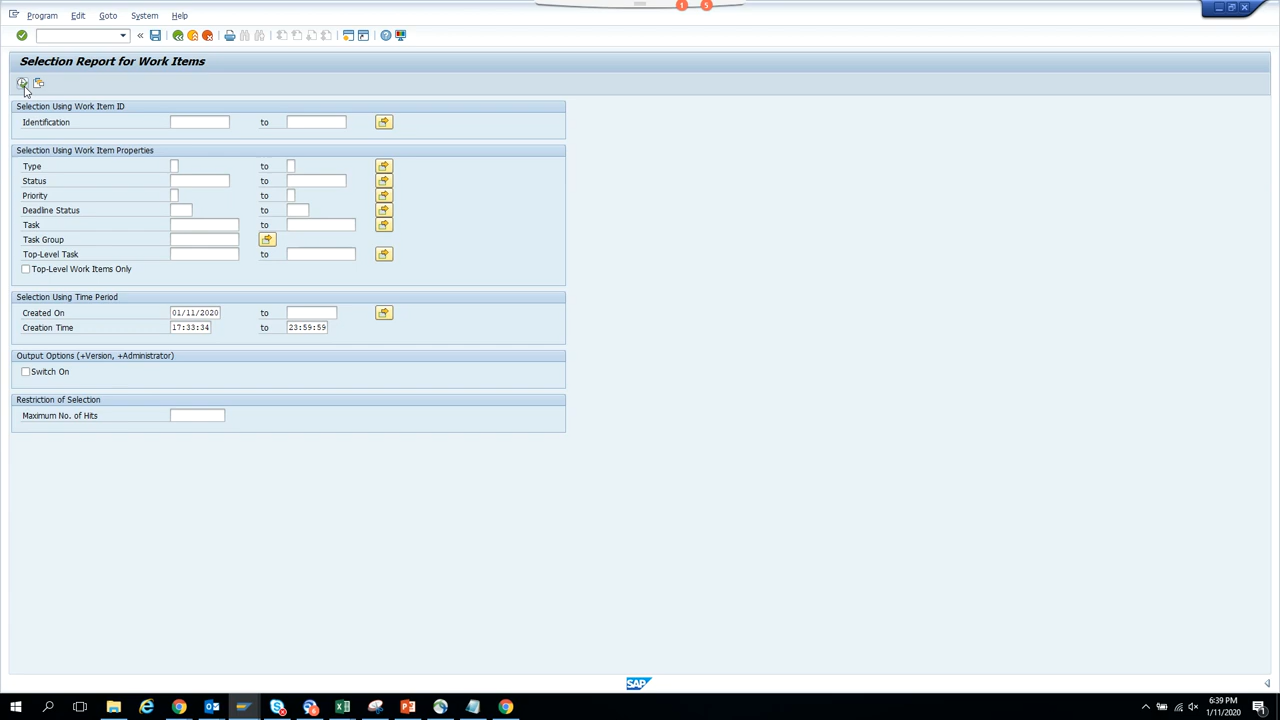 Program Edit Goto System Help
Selection Report for Work Items
Selection Using Work Item ID
Identification to
Selection Using Work Item Properties
Type to
Status to
Priority to
Deadline Status to
Task to
Task Group
Top-Level Task to
Top-Level Work Items Only
Selection Using Time Period
Created On 01/11/2020 to
Creation Time 17:33:34 to 23:59:59
Output Options (+Version, +Administrator)
Switch On
Restriction of Selection
Maximum No. of Hits
SAP
6:39 PM
1/11/2020